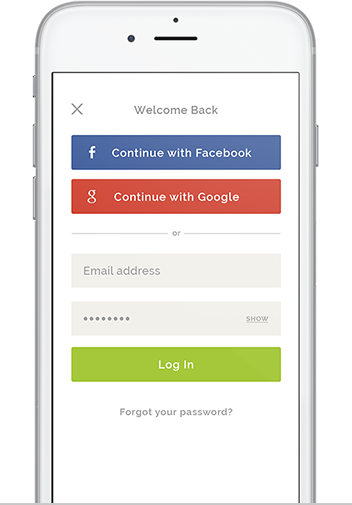 Welcome Back
f Continue with Facebook
g Continue with Google
or
Email address
•••••••• SHOW
Log In
Forgot your password?